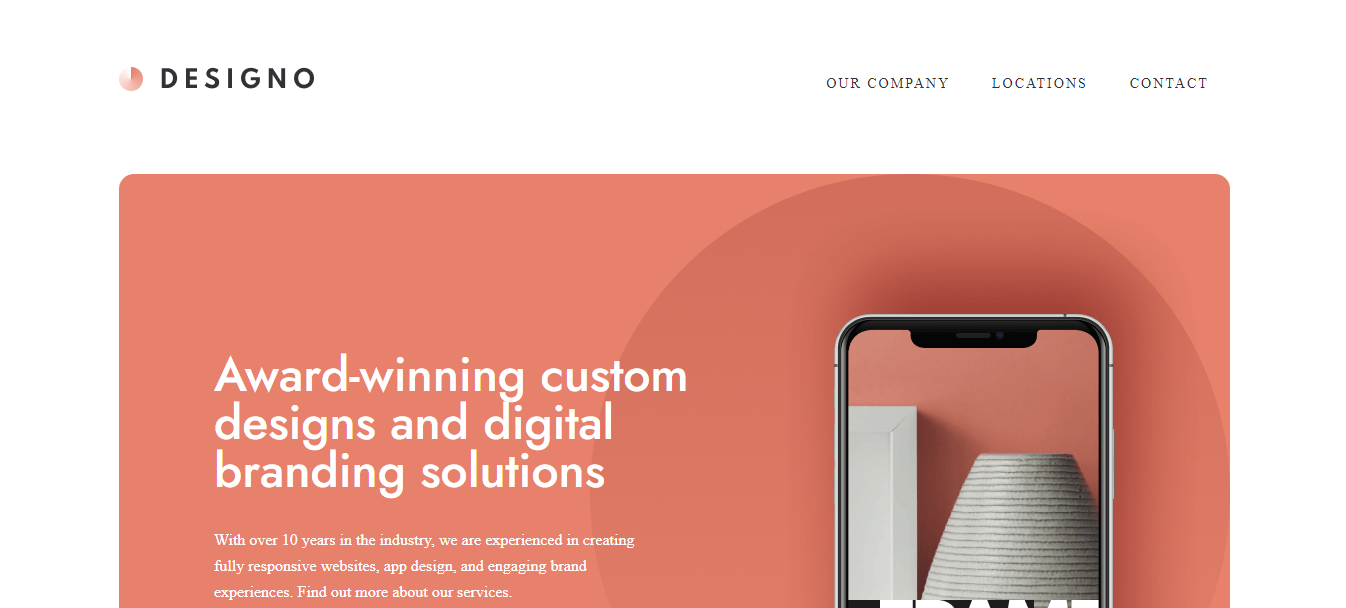 DESIGNO
OUR COMPANY LOCATIONS CONTACT
Award-winning custom
designs and digital
branding solutions
With over 10 years in the industry, we are experienced in creating
fully responsive websites, app design, and engaging brand
experiences. Find out more about our services.